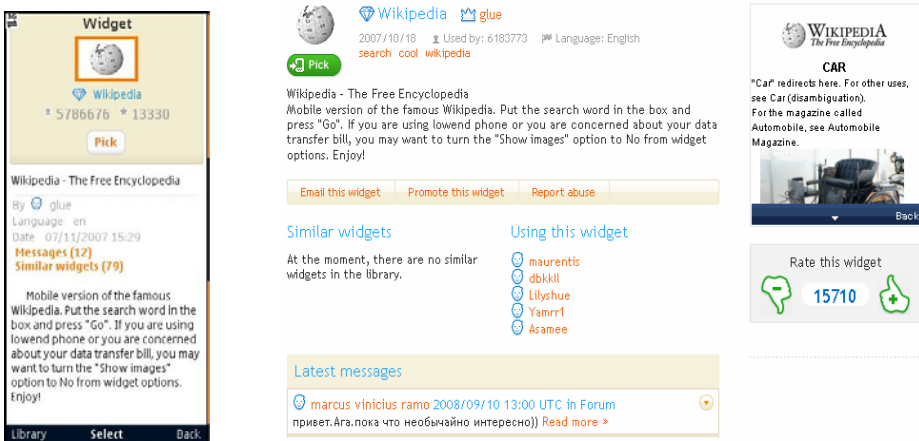 3G
Widget
Wikipedia
5786676 13330
Pick
Wikipedia - The Free Encyclopedia
By glue
Language en
Date 07/11/2007 15:29
Messages (12)
Similar widgets (79)
Mobile version of the famous
Wikipedia. Put the search word in the
box and press "Go". If you are using
lowend phone or you are concerned
about your data transfer bill, you may
want to turn the "Show images"
option to No from widget options.
Enjoy!
Library Select Back
Wikipedia glue
2007/10/18 Used by: 6183773 Language: English
search cool wikipedia
Pick
Wikipedia - The Free Encyclopedia
Mobile version of the famous Wikipedia. Put the search word in the box and
press "Go". If you are using lowend phone or you are concerned about your data
transfer bill, you may want to turn the "Show images" option to No from widget
options. Enjoy!
Email this widget Promote this widget Report abuse
Similar widgets
At the moment, there are no similar
widgets in the library.
Using this widget
maurentis
dbkkll
Lilyshue
Yamrr1
Asamee
Latest messages
marcus vinicius ramo 2008/09/10 13:00 UTC in Forum
привет.Ага.пока что необычайно интересно)) Read more »
WIKIPEDIA
The Free Encyclopedia
CAR
"Car" redirects here. For other uses,
see Car (disambiguation).
For the magazine called
Automobile, see Automobile
Magazine.
Back
Rate this widget
15710